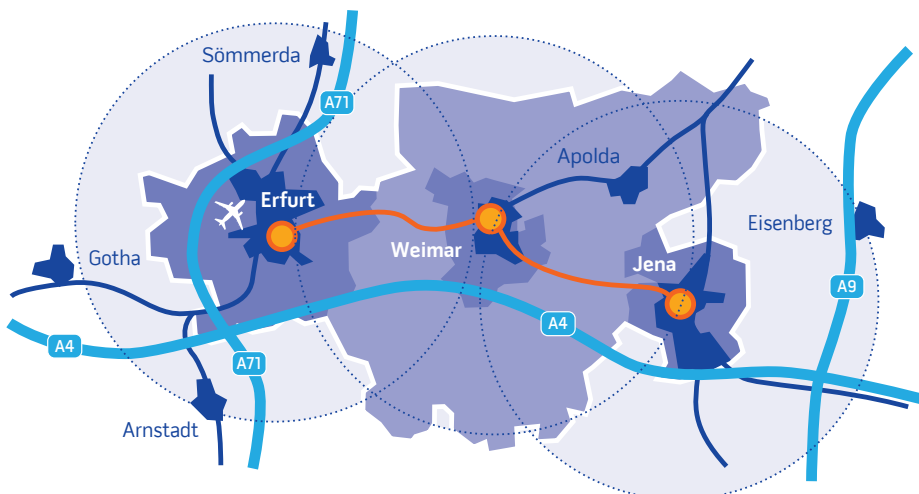 Sömmerda
A71
Apolda
Erfurt
Eisenberg
Weimar
Gotha
Jena
A9
A4
A4
A71
Arnstadt